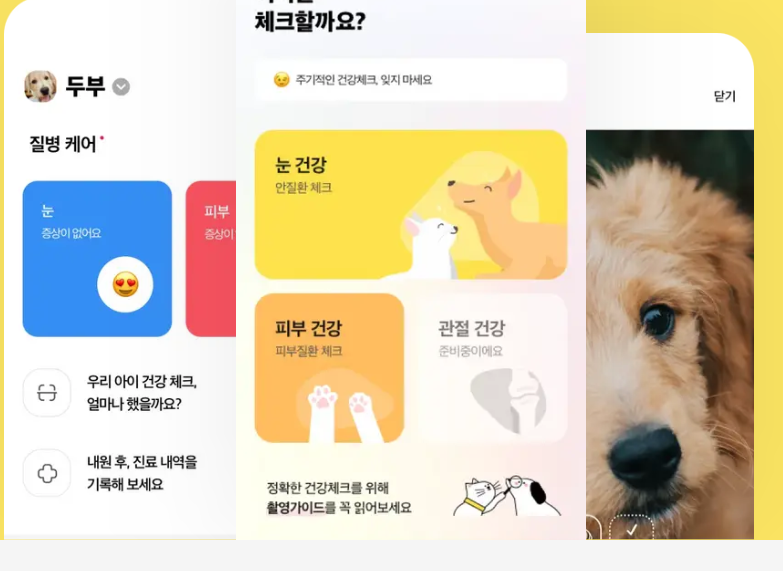 두부
질병 케어
눈
증상이 없어요
피부
증상이
우리 아이 건강 체크,
얼마나 했을까요?
내원 후, 진료 내역을
기록해 보세요
체크할까요?
주기적인 건강체크, 잊지 마세요
눈 건강
안질환 체크
피부 건강
피부질환 체크
관절 건강
준비중이에요
정확한 건강체크를 위해
촬영가이드를 꼭 읽어보세요
닫기